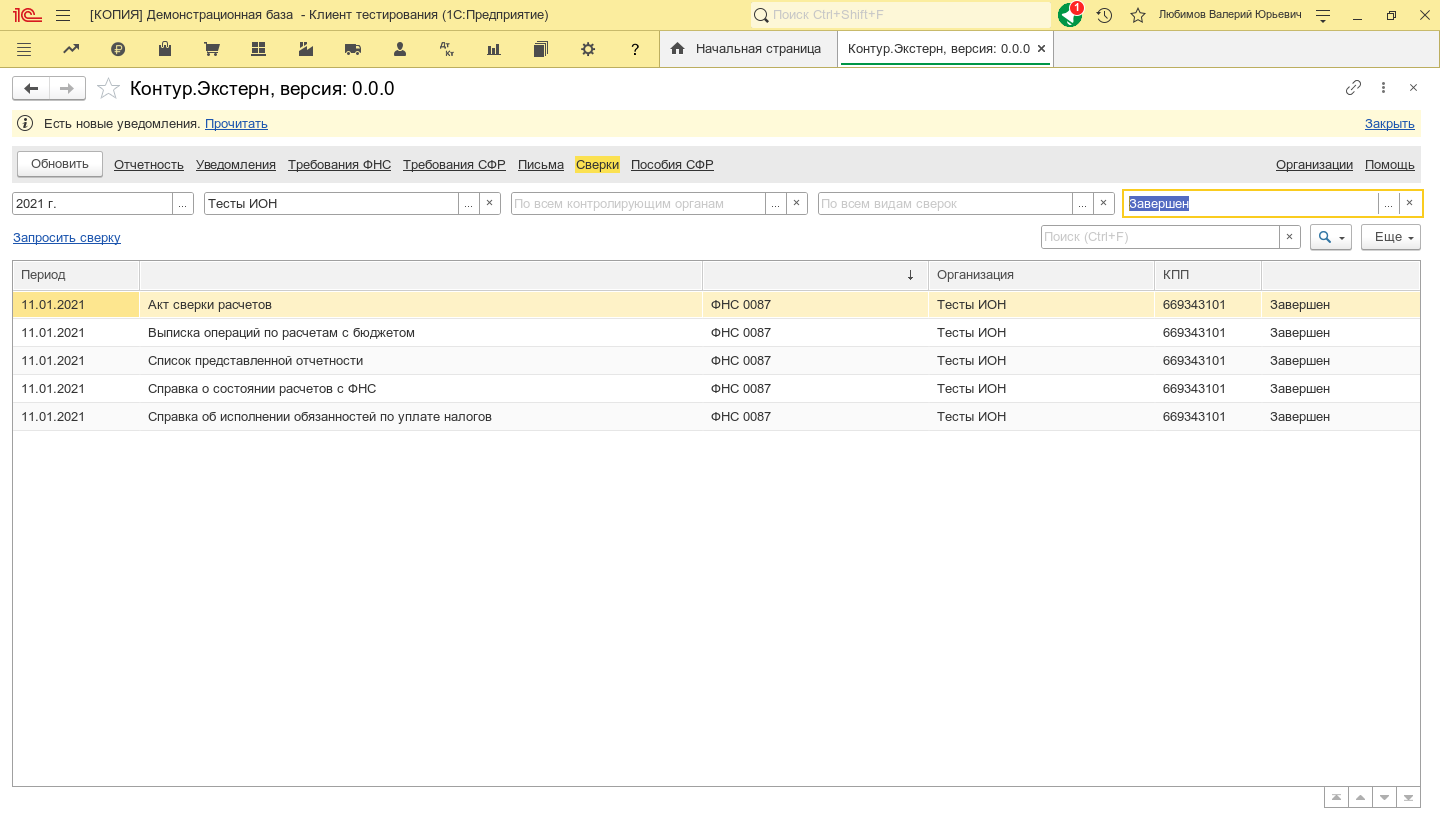 [КОПИЯ] Демонстрационная база - Клиент тестирования (1С:Предприятие)
Поиск Ctrl+Shift+F
1
Любимов Валерий Юрьевич
Дт Кт
?
Начальная страница
Контур.Экстерн, версия: 0.0.0
Контур.Экстерн, версия: 0.0.0
Есть новые уведомления. Прочитать
Закрыть
Обновить Отчетность Уведомления Требования ФНС Требования СФР Письма Сверки Пособия СФР Организации Помощь
2021 г. ... Тесты ИОН ... × По всем контролирующим органам ... × По всем видам сверок ... × Завершен ... ×
Запросить сверку Поиск (Ctrl+F) × Еще
Период ↓ Организация КПП
11.01.2021 Акт сверки расчетов ФНС 0087 Тесты ИОН 669343101 Завершен
11.01.2021 Выписка операций по расчетам с бюджетом ФНС 0087 Тесты ИОН 669343101 Завершен
11.01.2021 Список представленной отчетности ФНС 0087 Тесты ИОН 669343101 Завершен
11.01.2021 Справка о состоянии расчетов с ФНС ФНС 0087 Тесты ИОН 669343101 Завершен
11.01.2021 Справка об исполнении обязанностей по уплате налогов ФНС 0087 Тесты ИОН 669343101 Завершен